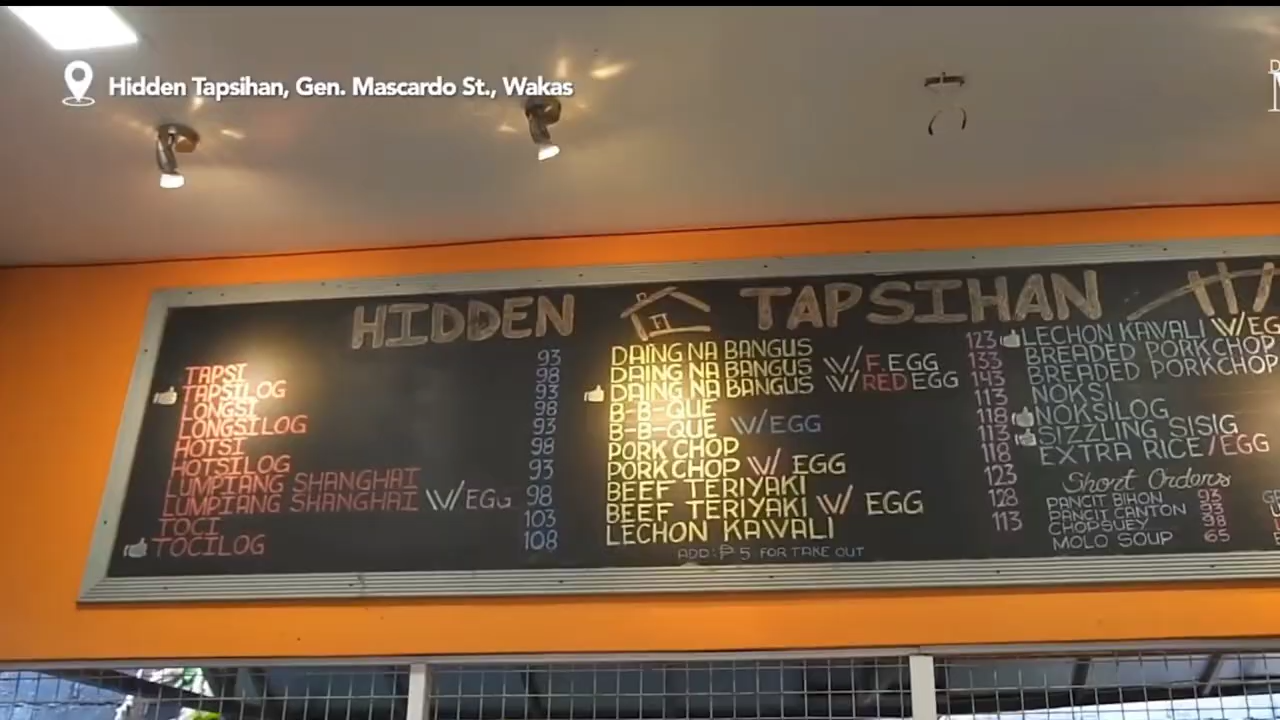 Hidden Tapsihan, Gen. Mascardo St., Wakas
HIDDEN TAPSIHAN
TAPSI 93
TAPSILOG 98
LONGSI 93
LONGSILOG 98
HOTSI 93
HOTSILOG 98
LUMPIANG SHANGHAI 93
LUMPIANG SHANGHAI W/EGG 98
TOCI 103
TOCILOG 108
DAING NA BANGUS 123
DAING NA BANGUS W/F.EGG 133
DAING NA BANGUS W/RED EGG 143
B-B-QUE 113
B-B-QUE W/EGG 118
PORK CHOP 113
PORK CHOP W/ EGG 118
BEEF TERIYAKI 123
BEEF TERIYAKI W/ EGG 128
LECHON KAWALI 113
ADD: ₱ 5 FOR TAKE OUT
LECHON KAWALI W/EG
BREADED PORKCHOP
BREADED PORKCHOP
NOKSI
NOKSILOG
SIZZLING SISIG
EXTRA RICE/EGG
Short Orders
PANCIT BIHON 93
PANCIT CANTON 93
CHOPSUEY 98
MOLO SOUP 65